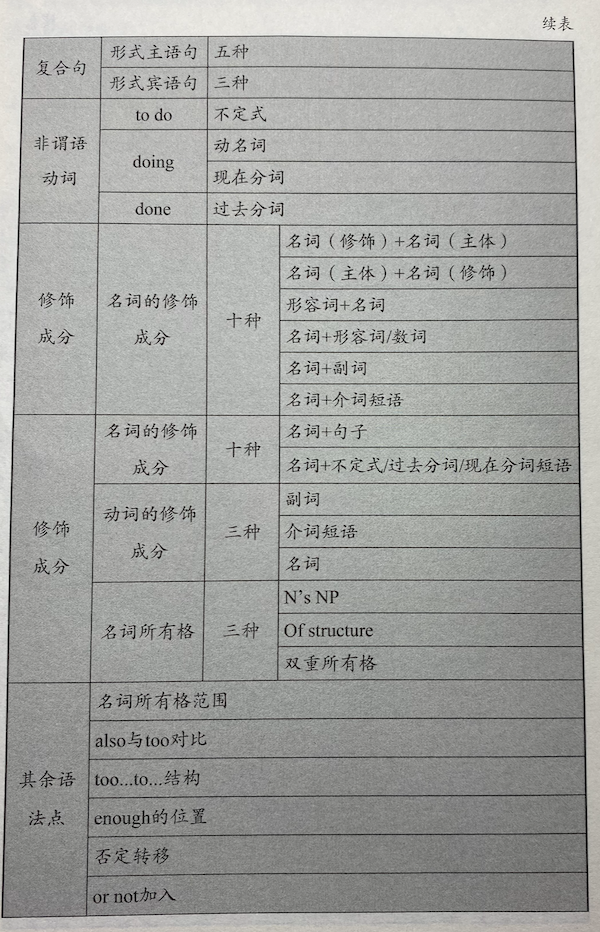 续表
复合句
形式主语句 五种
形式宾语句 三种
非谓语
动词
to do 不定式
doing
动名词
现在分词
done 过去分词
修饰
成分
名词的修饰
成分
十种
名词（修饰）+名词（主体）
名词（主体）+名词（修饰）
形容词+名词
名词+形容词/数词
名词+副词
名词+介词短语
修饰
成分
名词的修饰
成分
十种
名词+句子
名词+不定式/过去分词/现在分词短语
动词的修饰
成分
三种
副词
介词短语
名词
名词所有格
三种
N's NP
Of structure
双重所有格
其余语
法点
名词所有格范围
also与too对比
too...to...结构
enough的位置
否定转移
or not加入